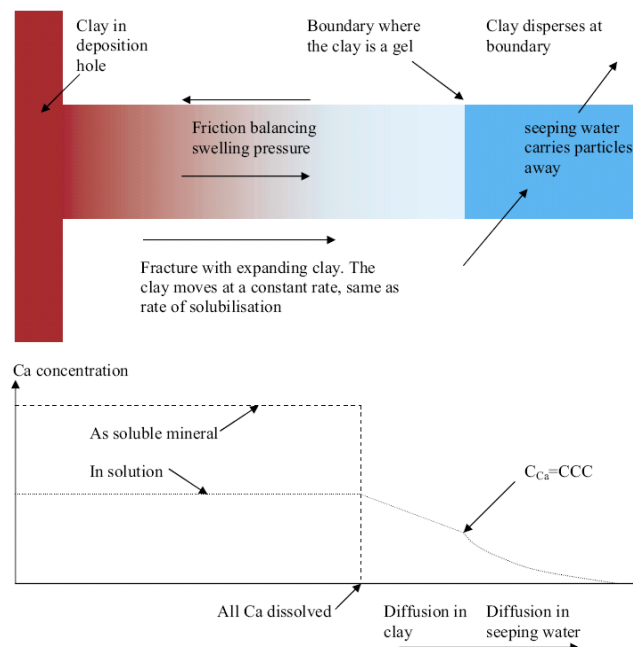 Clay in
deposition
hole
Boundary where
the clay is a gel
Clay disperses at
boundary
Friction balancing
swelling pressure
seeping water
carries particles
away
Fracture with expanding clay. The
clay moves at a constant rate, same as
rate of solubilisation
Ca concentration
As soluble mineral
In solution
C_Ca=CCC
All Ca dissolved
Diffusion in
clay
Diffusion in
seeping water